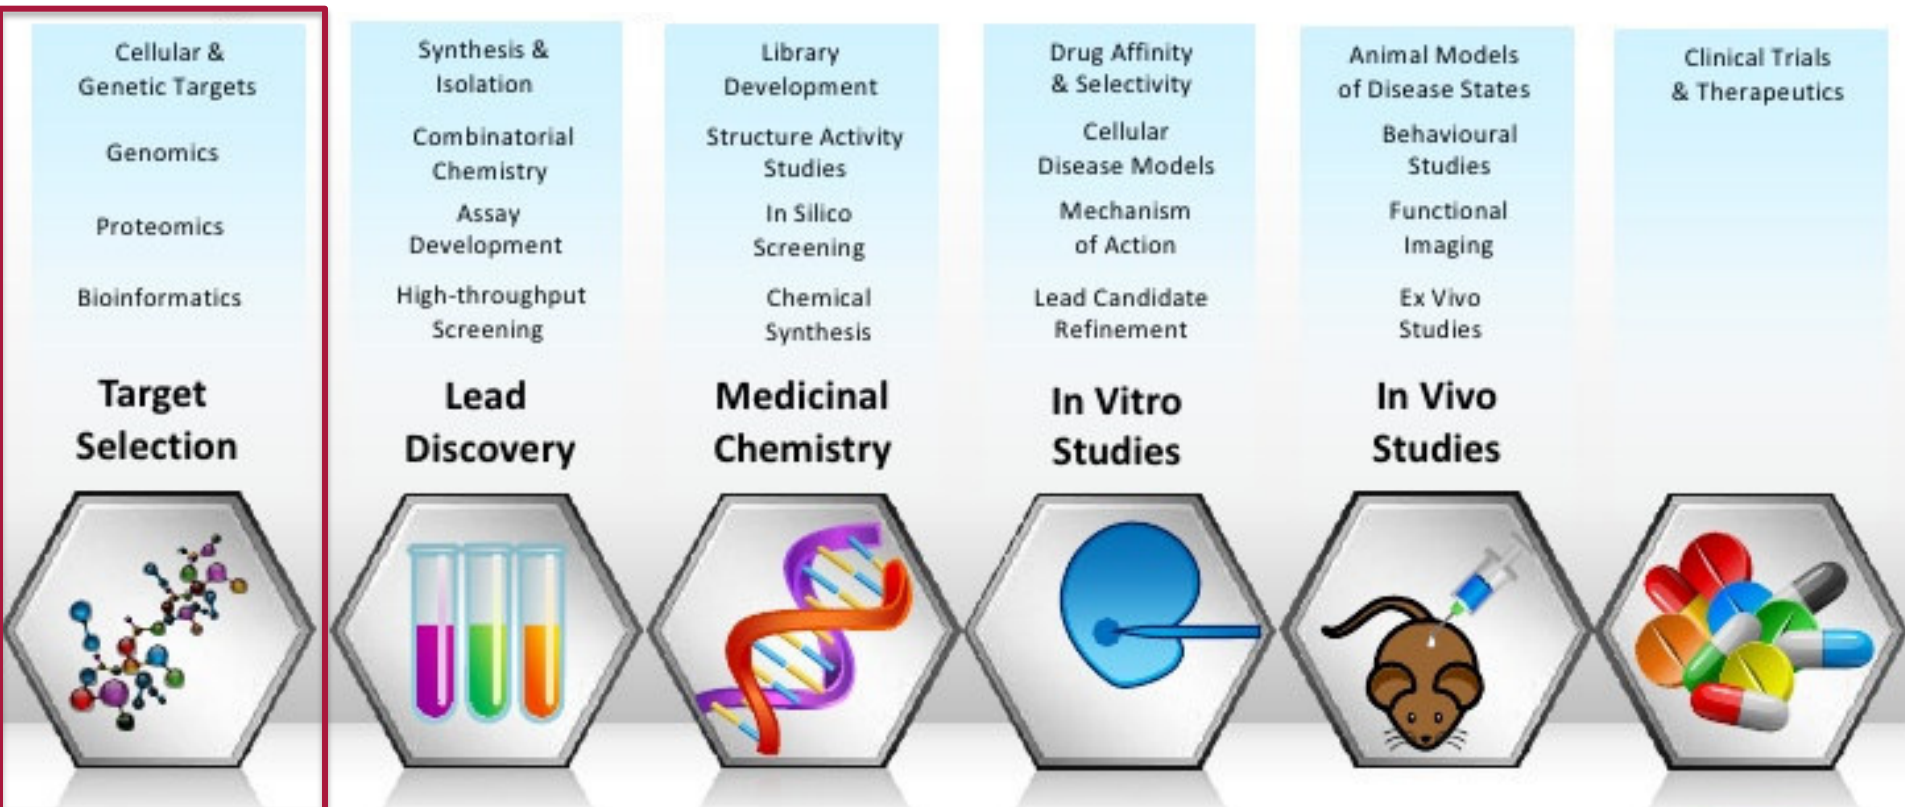 Cellular &
Genetic Targets
Genomics
Proteomics
Bioinformatics
Target
Selection
Synthesis &
Isolation
Combinatorial
Chemistry
Assay
Development
High-throughput
Screening
Lead
Discovery
Library
Development
Structure Activity
Studies
In Silico
Screening
Chemical
Synthesis
Medicinal
Chemistry
Drug Affinity
& Selectivity
Cellular
Disease Models
Mechanism
of Action
Lead Candidate
Refinement
In Vitro
Studies
Animal Models
of Disease States
Behavioural
Studies
Functional
Imaging
Ex Vivo
Studies
In Vivo
Studies
Clinical Trials
& Therapeutics